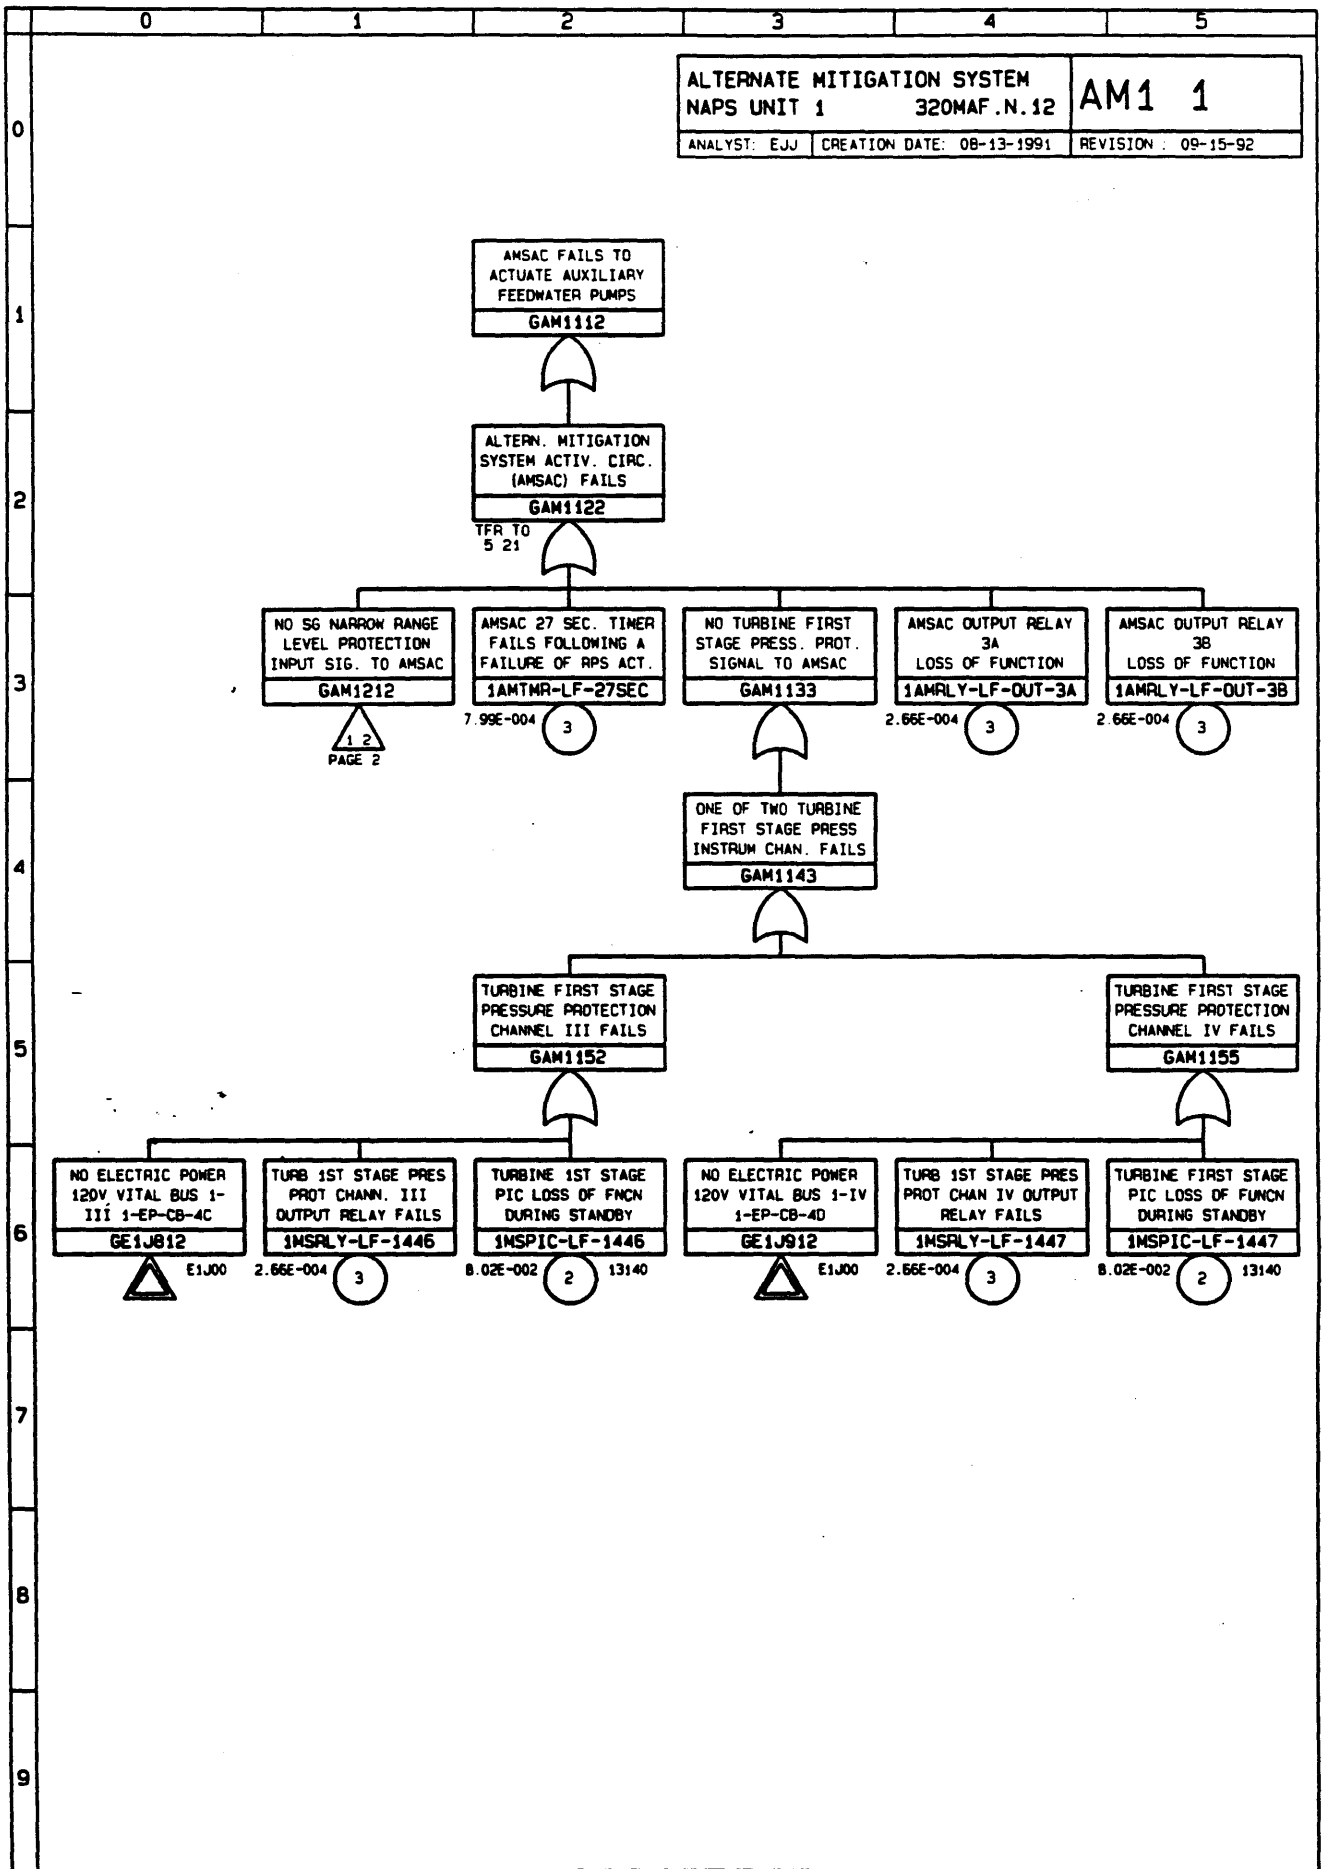 0 1 2 3 4 5
ALTERNATE MITIGATION SYSTEM
NAPS UNIT 1 320MAF.N.12
AM1 1
ANALYST: EJJ CREATION DATE: 08-13-1991 REVISION : 09-15-92
0
AMSAC FAILS TO
ACTUATE AUXILIARY
FEEDWATER PUMPS
GAM1112
1
ALTERN. MITIGATION
SYSTEM ACTIV. CIRC.
(AMSAC) FAILS
GAM1122
2
TFR TO
5 21
NO SG NARROW RANGE
LEVEL PROTECTION
INPUT SIG. TO AMSAC
GAM1212
1 2
PAGE 2
AMSAC 27 SEC. TIMER
FAILS FOLLOWING A
FAILURE OF RPS ACT.
1AMTMR-LF-27SEC
7.99E-004 3
NO TURBINE FIRST
STAGE PRESS. PROT.
SIGNAL TO AMSAC
GAM1133
AMSAC OUTPUT RELAY
3A
LOSS OF FUNCTION
1AMRLY-LF-OUT-3A
2.66E-004 3
AMSAC OUTPUT RELAY
3B
LOSS OF FUNCTION
1AMRLY-LF-OUT-3B
2.66E-004 3
3
ONE OF TWO TURBINE
FIRST STAGE PRESS
INSTRUM CHAN. FAILS
GAM1143
4
TURBINE FIRST STAGE
PRESSURE PROTECTION
CHANNEL III FAILS
GAM1152
TURBINE FIRST STAGE
PRESSURE PROTECTION
CHANNEL IV FAILS
GAM1155
5
NO ELECTRIC POWER
120V VITAL BUS 1-
III 1-EP-CB-4C
GE1J812
E1J00
TURB 1ST STAGE PRES
PROT CHANN. III
OUTPUT RELAY FAILS
1MSRLY-LF-1446
2.66E-004 3
TURBINE 1ST STAGE
PIC LOSS OF FNCN
DURING STANDBY
1MSPIC-LF-1446
8.02E-002 2 13140
NO ELECTRIC POWER
120V VITAL BUS 1-IV
1-EP-CB-4D
GE1J912
E1J00
TURB 1ST STAGE PRES
PROT CHAN IV OUTPUT
RELAY FAILS
1MSRLY-LF-1447
2.66E-004 3
TURBINE FIRST STAGE
PIC LOSS OF FUNCN
DURING STANDBY
1MSPIC-LF-1447
8.02E-002 2 13140
6
7
8
9